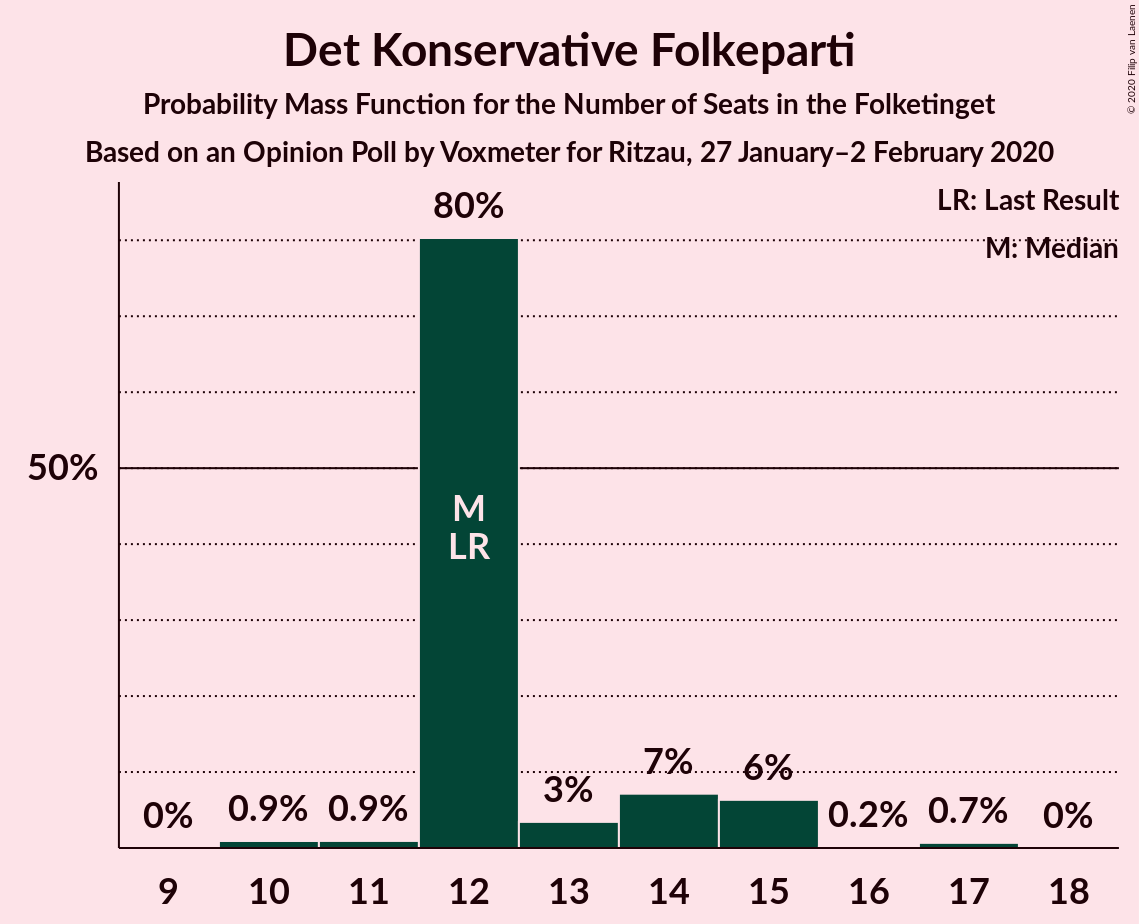 Det Konservative Folkeparti
Probability Mass Function for the Number of Seats in the Folketinget
Based on an Opinion Poll by Voxmeter for Ritzau, 27 January–2 February 2020
© 2020 Filip van Laenen
LR: Last Result
M: Median
80%
50%
M
LR
0%
0.9%
0.9%
3%
7%
6%
0.2%
0.7%
0%
9
10
11
12
13
14
15
16
17
18